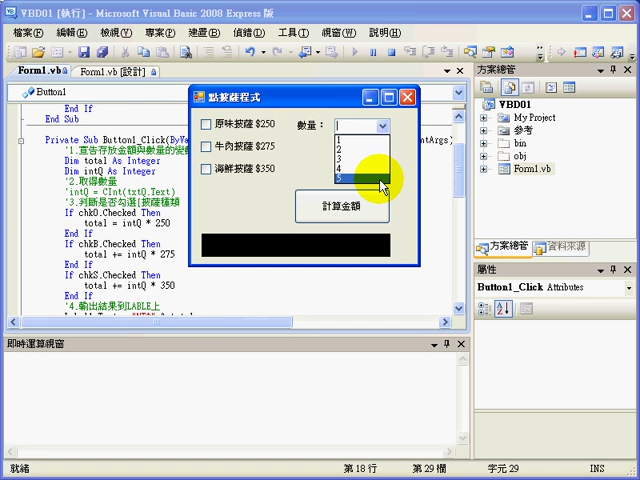 VBD01 [執行] - Microsoft Visual Basic 2008 Express 版
檔案(F) 編輯(E) 檢視(V) 專案(P) 建置(B) 偵錯(D) 工具(T) 視窗(W) 說明(H)
Form1.vb Form1.vb [設計]
Button1
End If
End Sub
Private Sub Button1_Click(ByVa
ntArgs)
'1.查告存放金額與數量的變數
Dim total As Integer
Dim intQ As Integer
'2.取得數量
'intQ = CInt(txtQ.Text)
'3.判斷是否勾選[披薩種類
If chkO.Checked Then
total = intQ * 250
End If
If chkB.Checked Then
total += intQ * 275
End If
If chkS.Checked Then
total += intQ * 350
End If
'4.輸出結果到LABLE上
點披薩程式
原味披薩 $250
牛肉披薩 $275
海鮮披薩 $350
數量：
1
2
3
4
5
計算金額
方案總管
VBD01
My Project
參考
bin
obj
Form1.vb
方案總管 資料來源
屬性
Button1_Click Attributes
即時運算視窗
就緒 第 18 行 第 29 欄 字元 29 INS